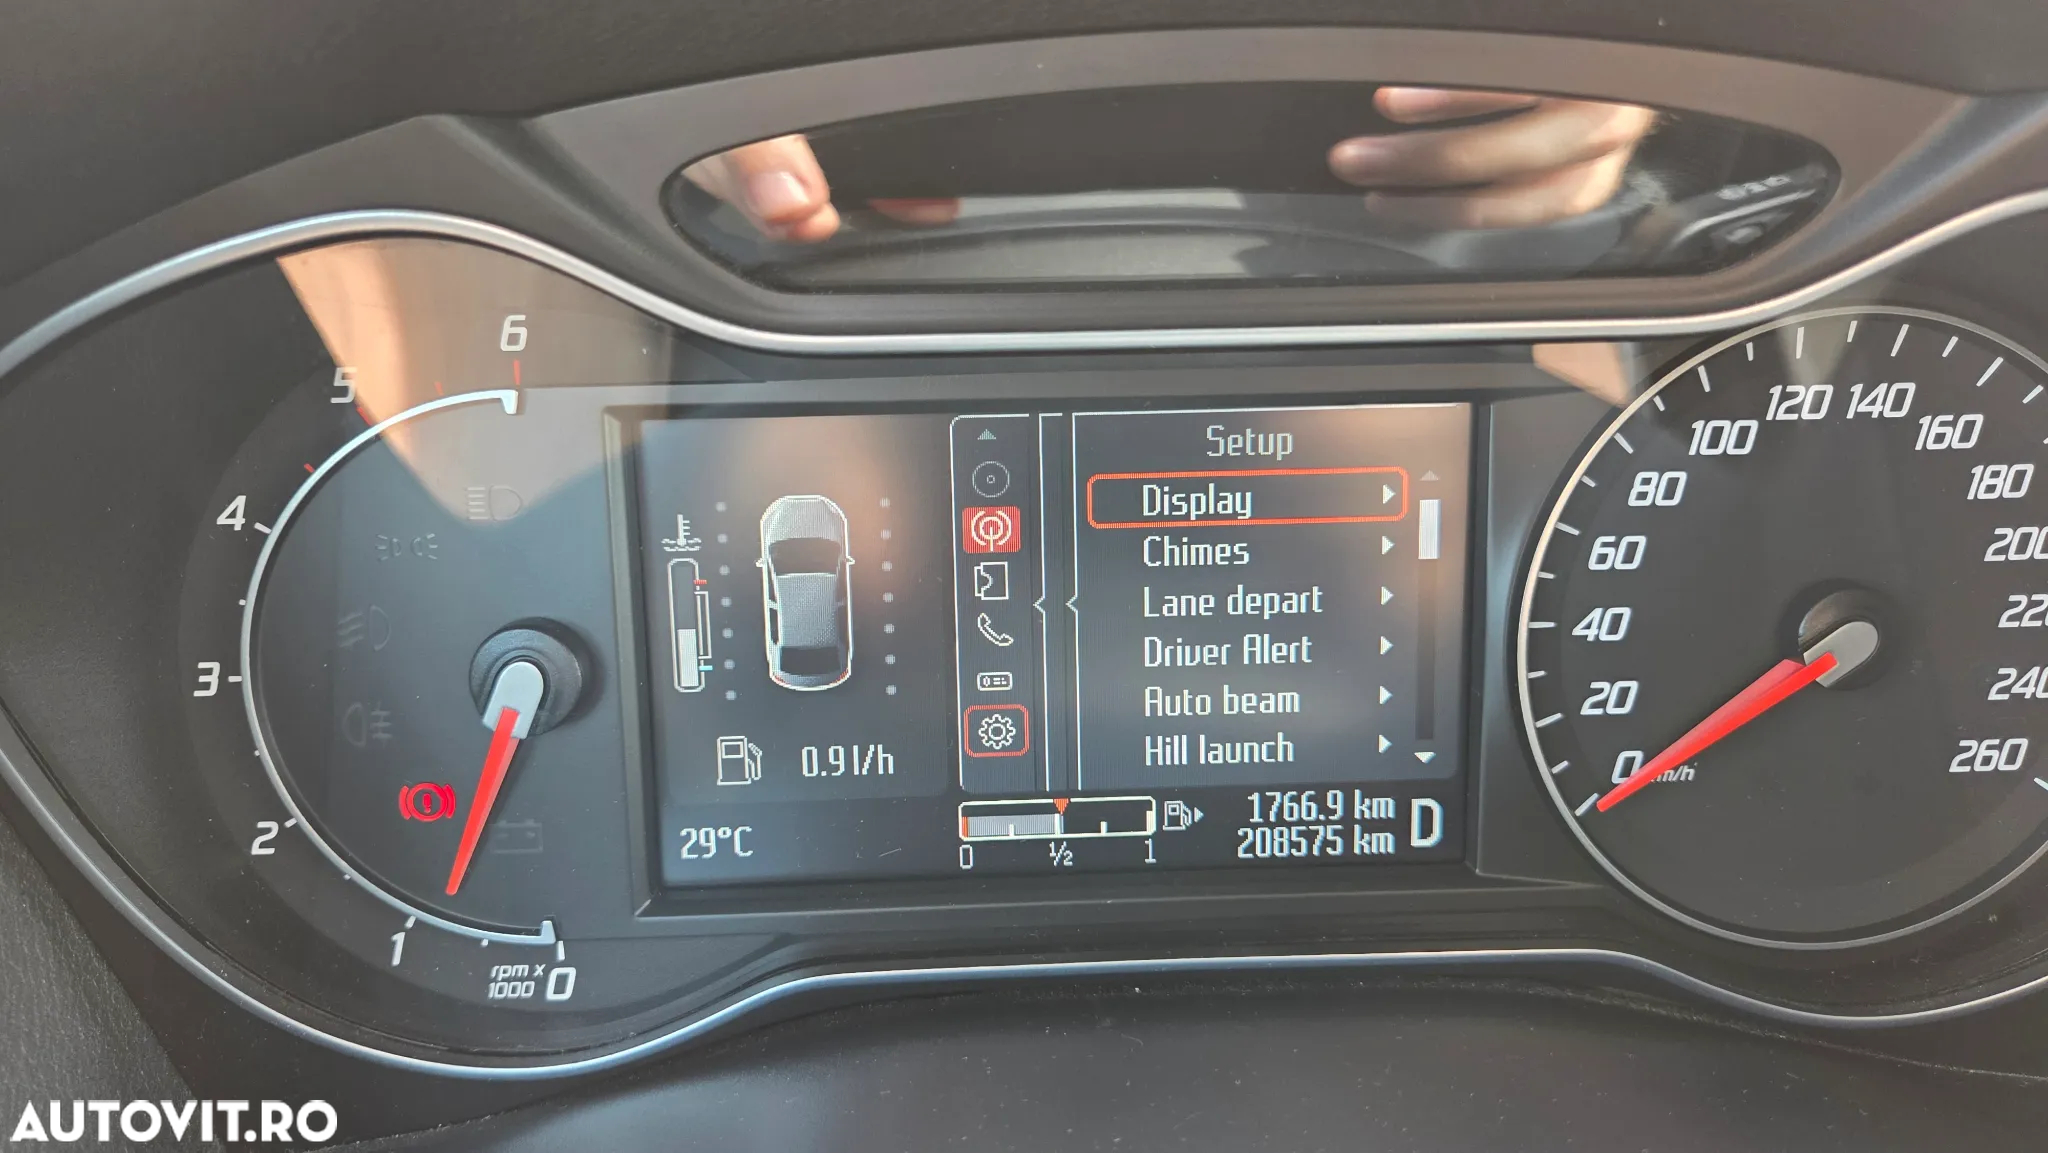 6
5
4
3
2
1
rpm x
1000 0
Setup
Display
Chimes
Lane depart
Driver Alert
Auto beam
Hill launch
0.9 l/h
29°C
0 1/2 1
1766.9 km
208575 km
D
0
km/h
20
40
60
80
100
120
140
160
180
200
240
260
AUTOVIT.RO